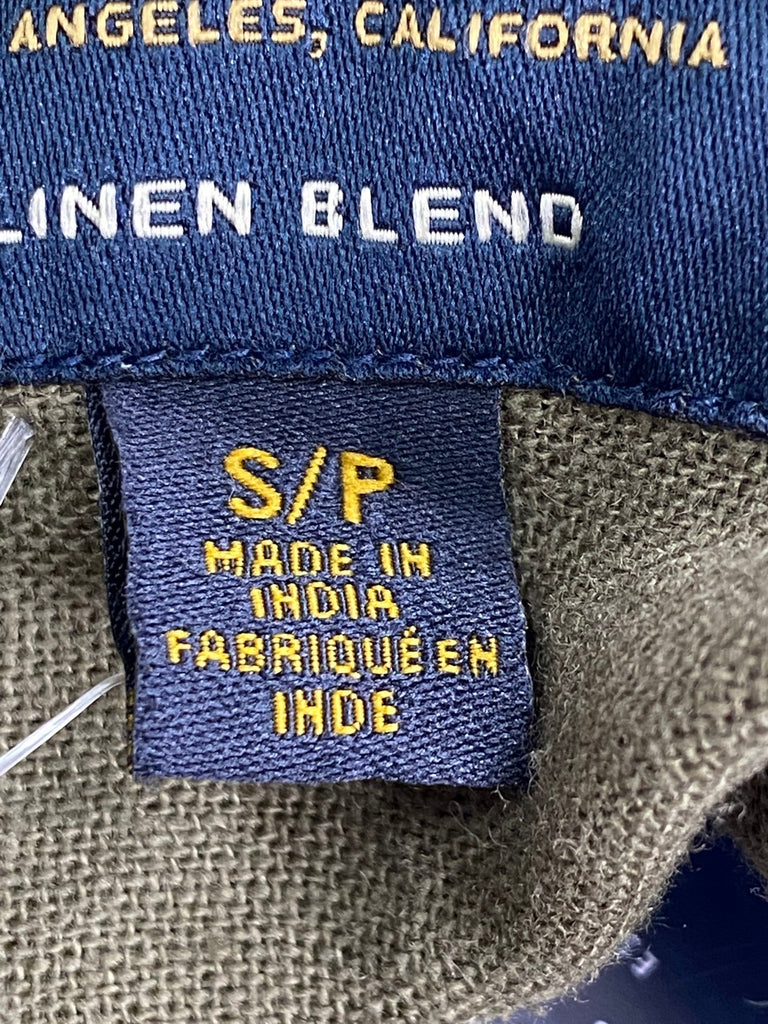 ANGELES, CALIFORNIA
LINEN BLEND
S/P
MADE IN
INDIA
FABRIQUÉ EN
INDE